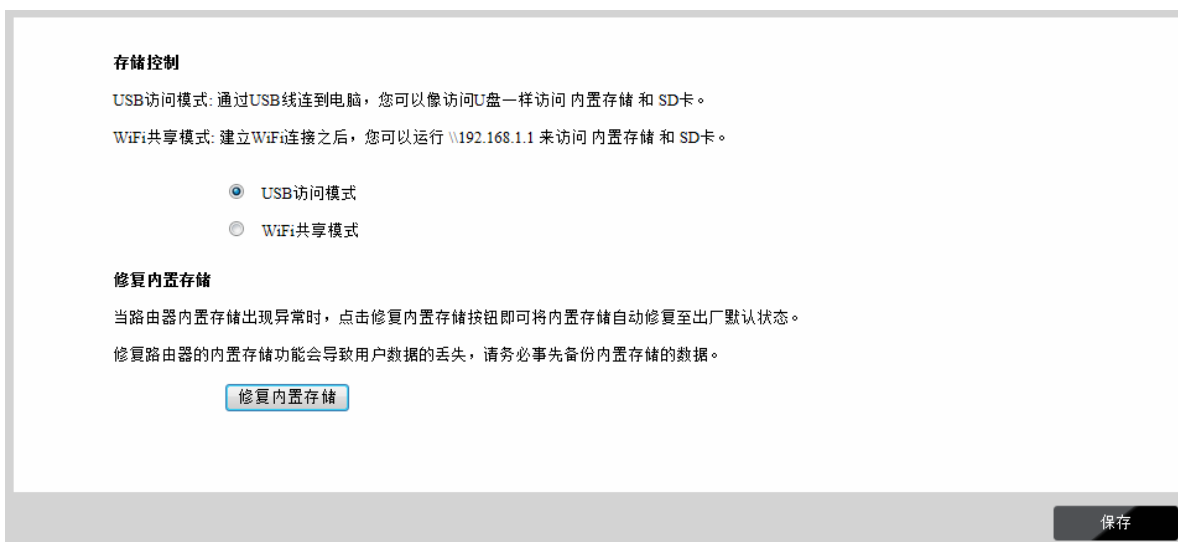 存储控制
USB访问模式: 通过USB线连到电脑，您可以像访问U盘一样访问 内置存储 和 SD卡。
WiFi共享模式: 建立WiFi连接之后，您可以运行 \\192.168.1.1 来访问 内置存储 和 SD卡。
USB访问模式
WiFi共享模式
修复内置存储
当路由器内置存储出现异常时，点击修复内置存储按钮即可将内置存储自动修复至出厂默认状态。
修复路由器的内置存储功能会导致用户数据的丢失，请务必事先备份内置存储的数据。
修复内置存储
保存